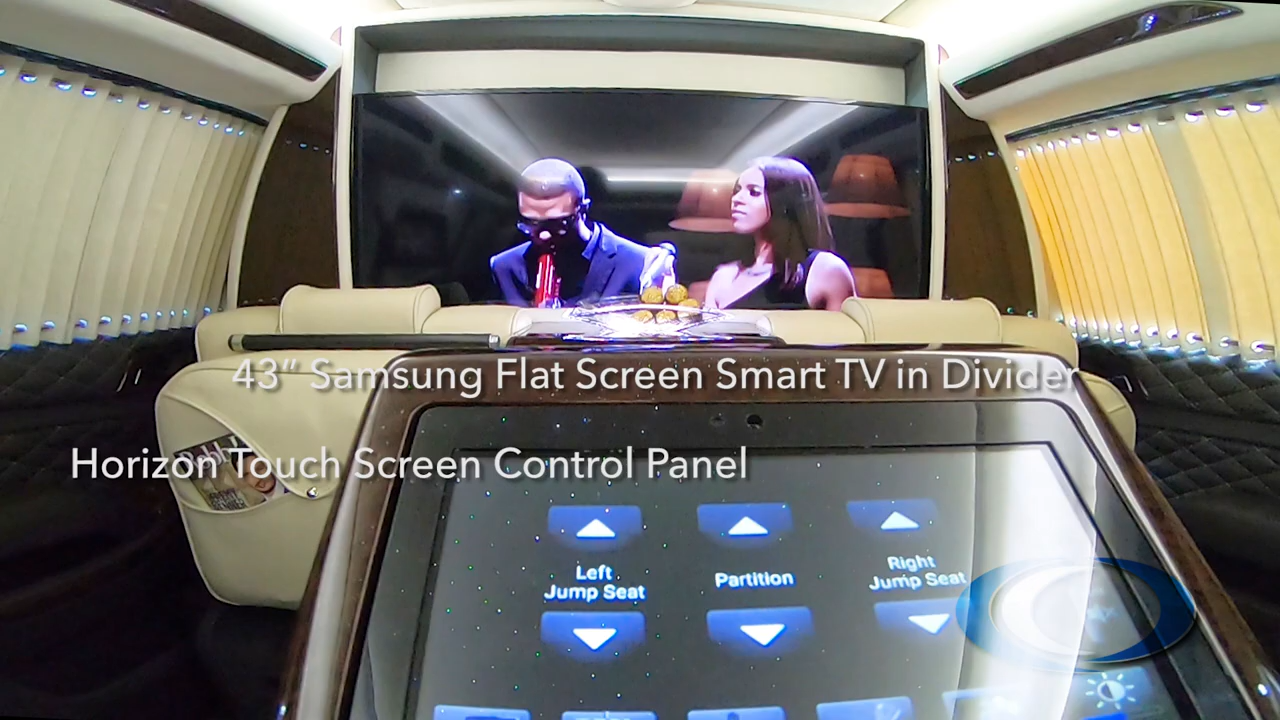 43” Samsung Flat Screen Smart TV in Divider
Horizon Touch Screen Control Panel
Left
Jump Seat
Partition
Right
Jump Seat